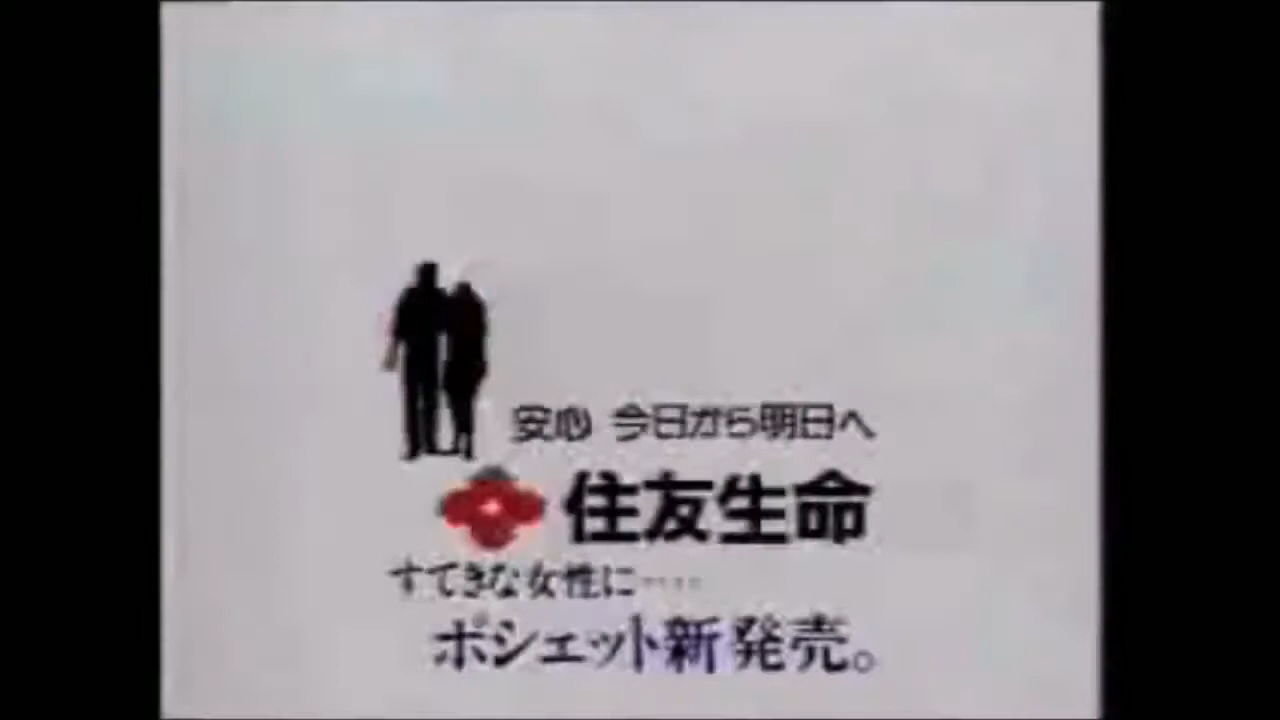 安心 今日から明日へ
住友生命
すてきな女性に‥‥
ポシェット新発売。